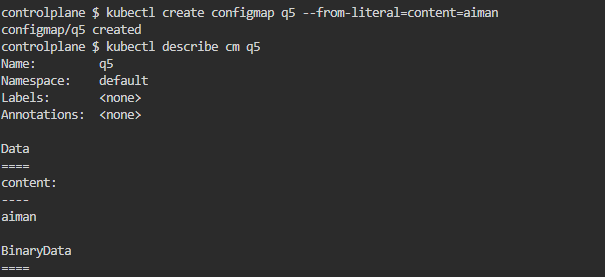 controlplane $ kubectl create configmap q5 --from-literal=content=aiman
configmap/q5 created
controlplane $ kubectl describe cm q5
Name:         q5
Namespace:    default
Labels:       <none>
Annotations:  <none>

Data
====
content:
----
aiman

BinaryData
====